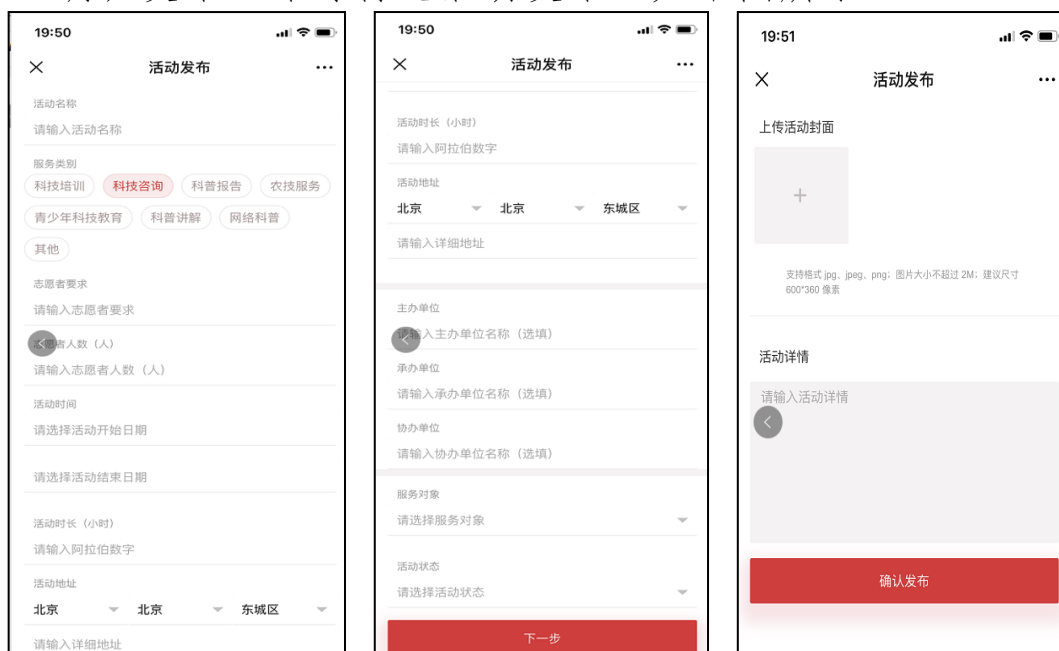 19:50
活动发布
活动名称
请输入活动名称
服务类别
科技培训 科技咨询 科普报告 农技服务
青少年科技教育 科普讲解 网络科普
其他
志愿者要求
请输入志愿者要求
愿者人数（人）
请输入志愿者人数（人）
活动时间
请选择活动开始日期
请选择活动结束日期
活动时长（小时）
请输入阿拉伯数字
活动地址
北京 北京 东城区
请输入详细地址
19:50
活动发布
活动时长（小时）
请输入阿拉伯数字
活动地址
北京 北京 东城区
请输入详细地址
主办单位
请输入主办单位名称（选填）
承办单位
请输入承办单位名称（选填）
协办单位
请输入协办单位名称（选填）
服务对象
请选择服务对象
活动状态
请选择活动状态
下一步
19:51
活动发布
上传活动封面
支持格式 jpg、jpeg、png；图片大小不超过 2M；建议尺寸
600*360 像素
活动详情
请输入活动详情
确认发布